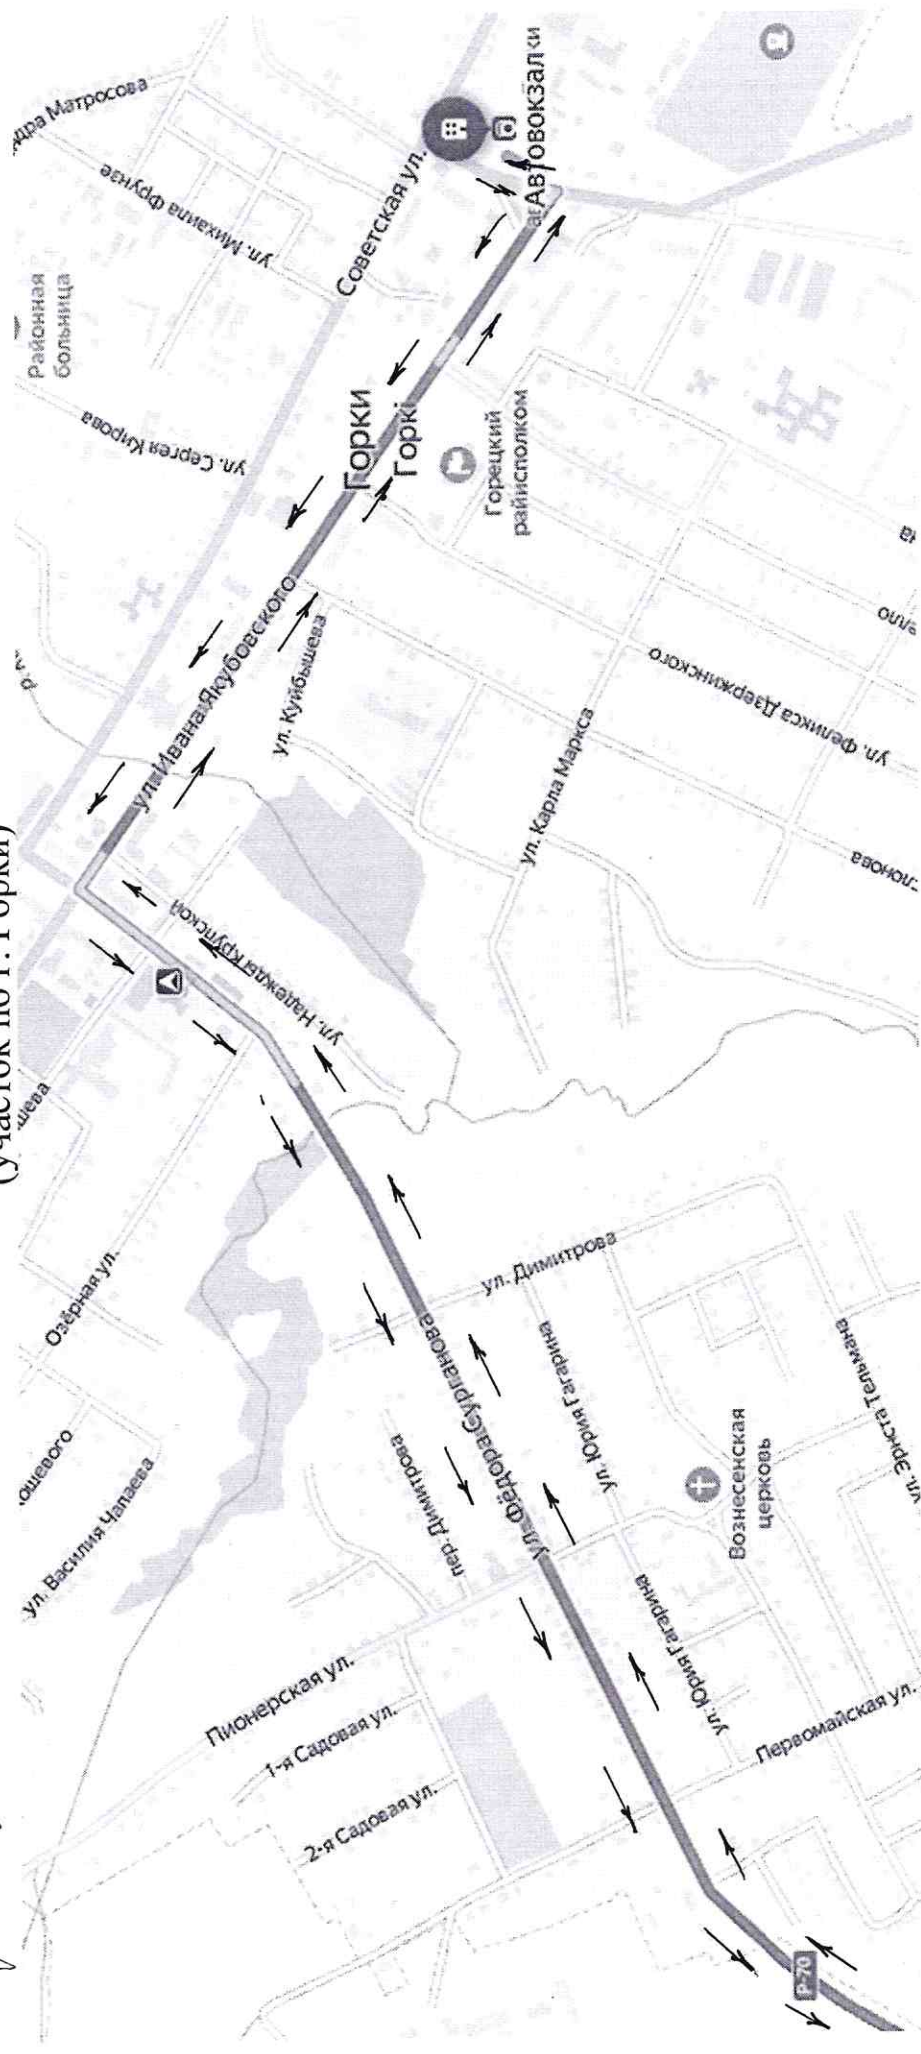 (участок по г. Горки)
Районная
больница
ул. Михаила Фрунзе
Советская ул.
ул. Сергея Кирова
Автовокзал
Горки
Горкі
Горецкий
райисполком
ул. Ивана Якубовского
ул. Куйбышева
ул. Карла Маркса
ул. Феликса Дзержинского
ул. Надежды Крупской
Озёрная ул.
ул. Василия Чапаева
ул. Димитрова
ул. Фёдора Сурганова
пер. Димитрова
ул. Юрия Гагарина
ул. Юрия Гагарина
ул. Юрия Гагарина
Вознесенская
церковь
ул. Эрнста Тельмана
Пионерская ул.
1-я Садовая ул.
2-я Садовая ул.
Первомайская ул.
Р-70